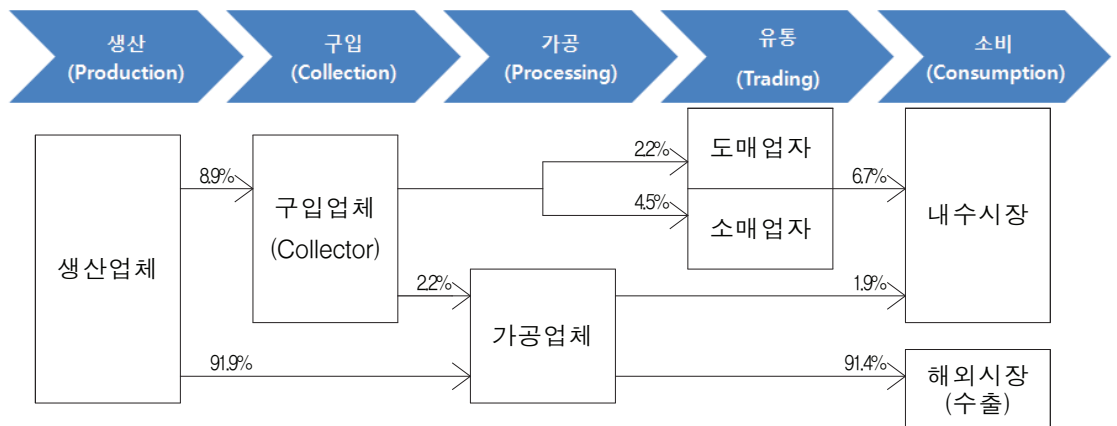 생산
(Production)
구입
(Collection)
가공
(Processing)
유통
(Trading)
소비
(Consumption)
생산업체
8.9%
91.9%
구입업체
(Collector)
2.2%
2.2%
4.5%
가공업체
도매업자
소매업자
6.7%
1.9%
91.4%
내수시장
해외시장
(수출)